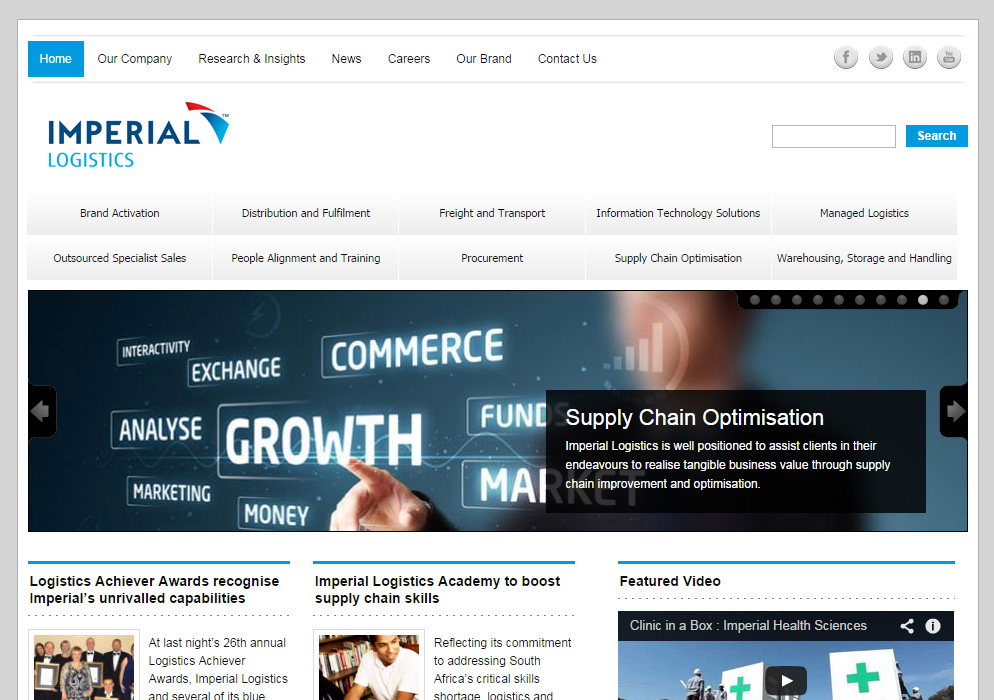 Home Our Company Research & Insights News Careers Our Brand Contact Us
IMPERIAL™
LOGISTICS
Search
Brand Activation Distribution and Fulfilment Freight and Transport Information Technology Solutions Managed Logistics
Outsourced Specialist Sales People Alignment and Training Procurement Supply Chain Optimisation Warehousing, Storage and Handling
INTERACTIVITY
EXCHANGE
COMMERCE
ANALYSE
GROWTH
FUNDS
MARKETING
MONEY
MARKET
Supply Chain Optimisation
Imperial Logistics is well positioned to assist clients in their
endeavours to realise tangible business value through supply
chain improvement and optimisation.
Logistics Achiever Awards recognise
Imperial’s unrivalled capabilities
At last night’s 26th annual
Logistics Achiever
Awards, Imperial Logistics
and several of its blue
Imperial Logistics Academy to boost
supply chain skills
Reflecting its commitment
to addressing South
Africa’s critical skills
shortage, logistics and
Featured Video
Clinic in a Box : Imperial Health Sciences